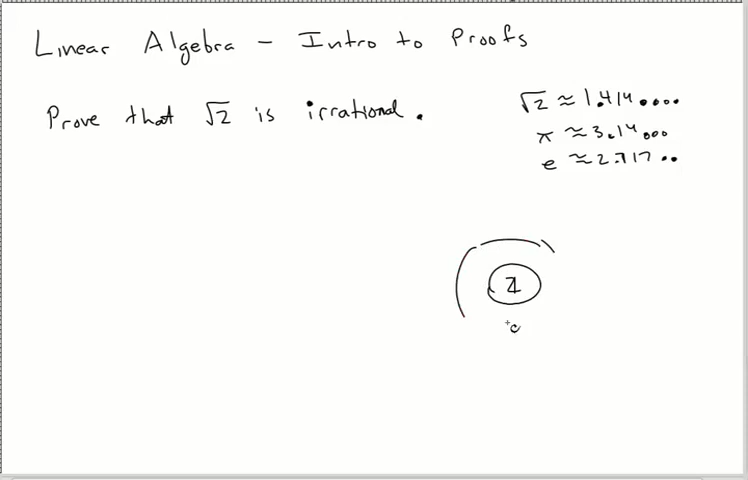 Linear Algebra - Intro to Proofs
Prove that √2 is irrational.
√2 ≈ 1.414....
π ≈ 3.14...
e ≈ 2.717..